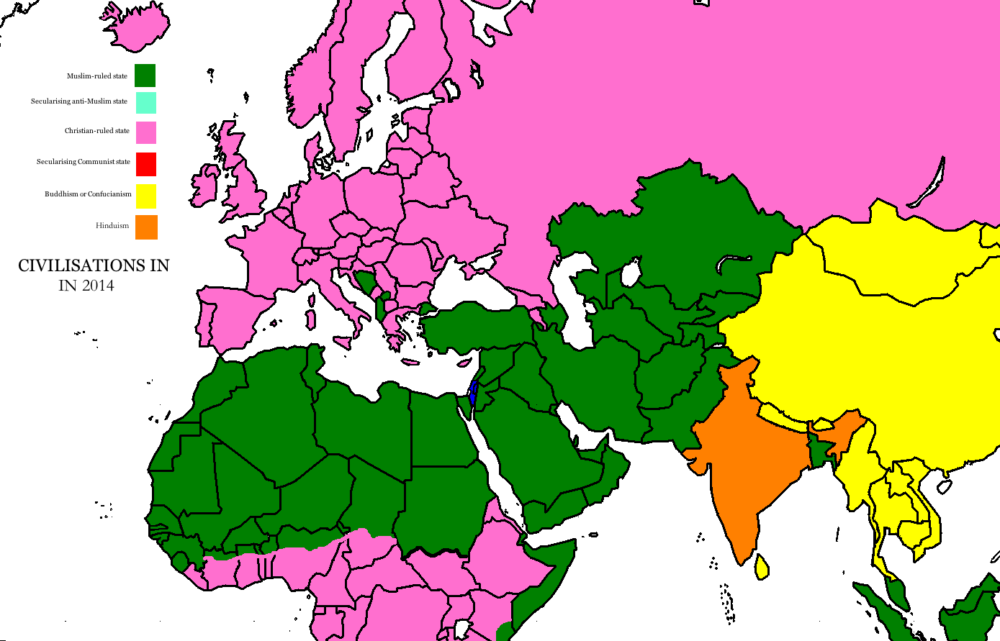 Muslim-ruled state
Secularising anti-Muslim state
Christian-ruled state
Secularising Communist state
Buddhism or Confucianism
Hinduism
CIVILISATIONS IN
IN 2014